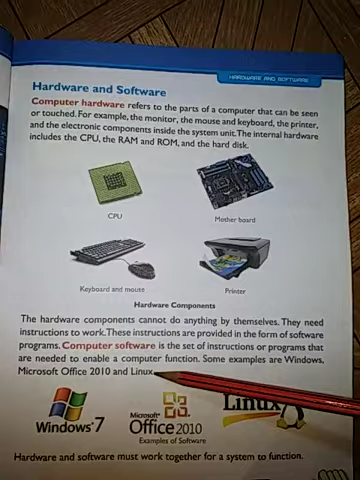 HARDWARE AND SOFTWARE
Hardware and Software
Computer hardware refers to the parts of a computer that can be seen
or touched. For example, the monitor, the mouse and keyboard, the printer,
and the electronic components inside the system unit. The internal hardware
includes the CPU, the RAM and ROM, and the hard disk.
CPU
Mother board
Keyboard and mouse
Printer
Hardware Components
The hardware components cannot do anything by themselves. They need
instructions to work. These instructions are provided in the form of software
programs. Computer software is the set of instructions or programs that
are needed to enable a computer function. Some examples are Windows,
Microsoft Office 2010 and Linux.
Windows 7
Microsoft
Office 2010
Linux
Examples of Software
Hardware and software must work together for a system to function.